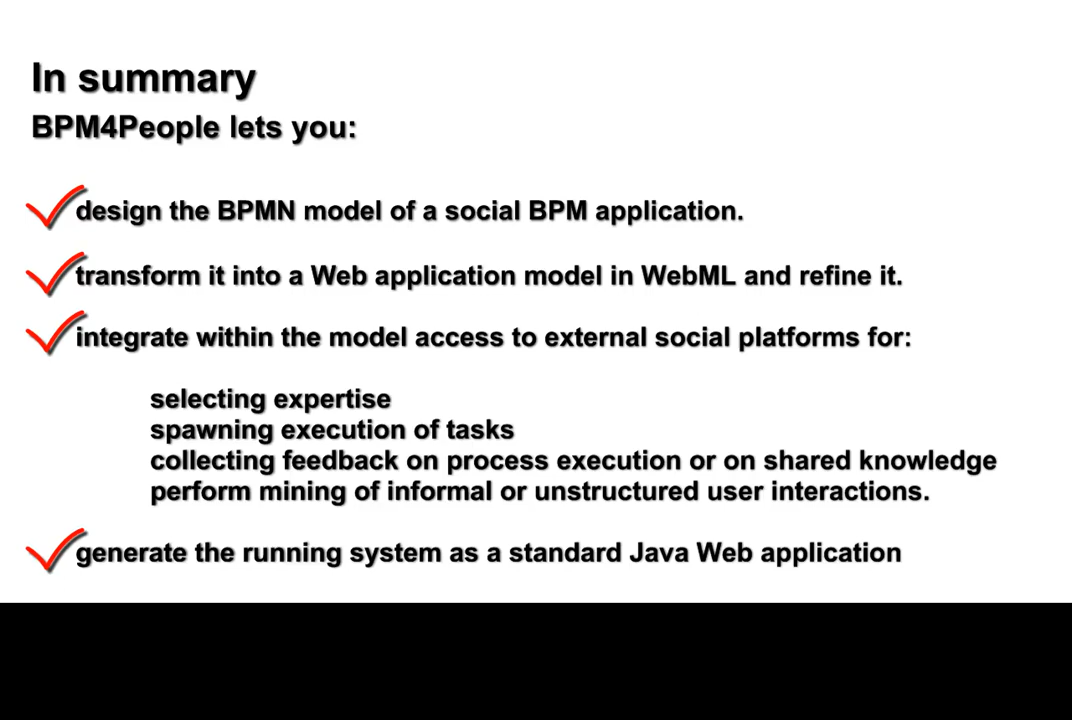 In summary
BPM4People lets you:
design the BPMN model of a social BPM application.
transform it into a Web application model in WebML and refine it.
integrate within the model access to external social platforms for:
selecting expertise
spawning execution of tasks
collecting feedback on process execution or on shared knowledge
perform mining of informal or unstructured user interactions.
generate the running system as a standard Java Web application